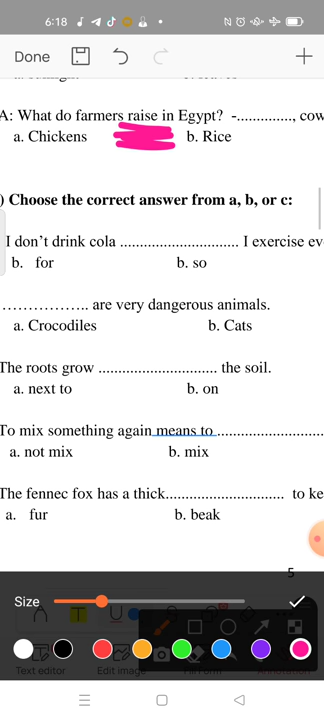 6:18
Done
A: What do farmers raise in Egypt? -.............., cow
a. Chickens b. Rice
) Choose the correct answer from a, b, or c:
I don’t drink cola .............................. I exercise ev
b. for b. so
…………….. are very dangerous animals.
a. Crocodiles b. Cats
The roots grow .............................. the soil.
a. next to b. on
To mix something again means to ...........................
a. not mix b. mix
The fennec fox has a thick.............................. to ke
a. fur b. beak
5
Size
Text editor Edit image Fill Form Annotation